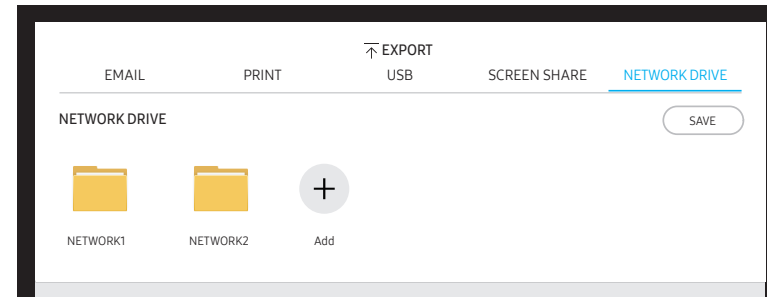 EXPORT
EMAIL PRINT USB SCREEN SHARE NETWORK DRIVE
NETWORK DRIVE SAVE
NETWORK1 NETWORK2 Add